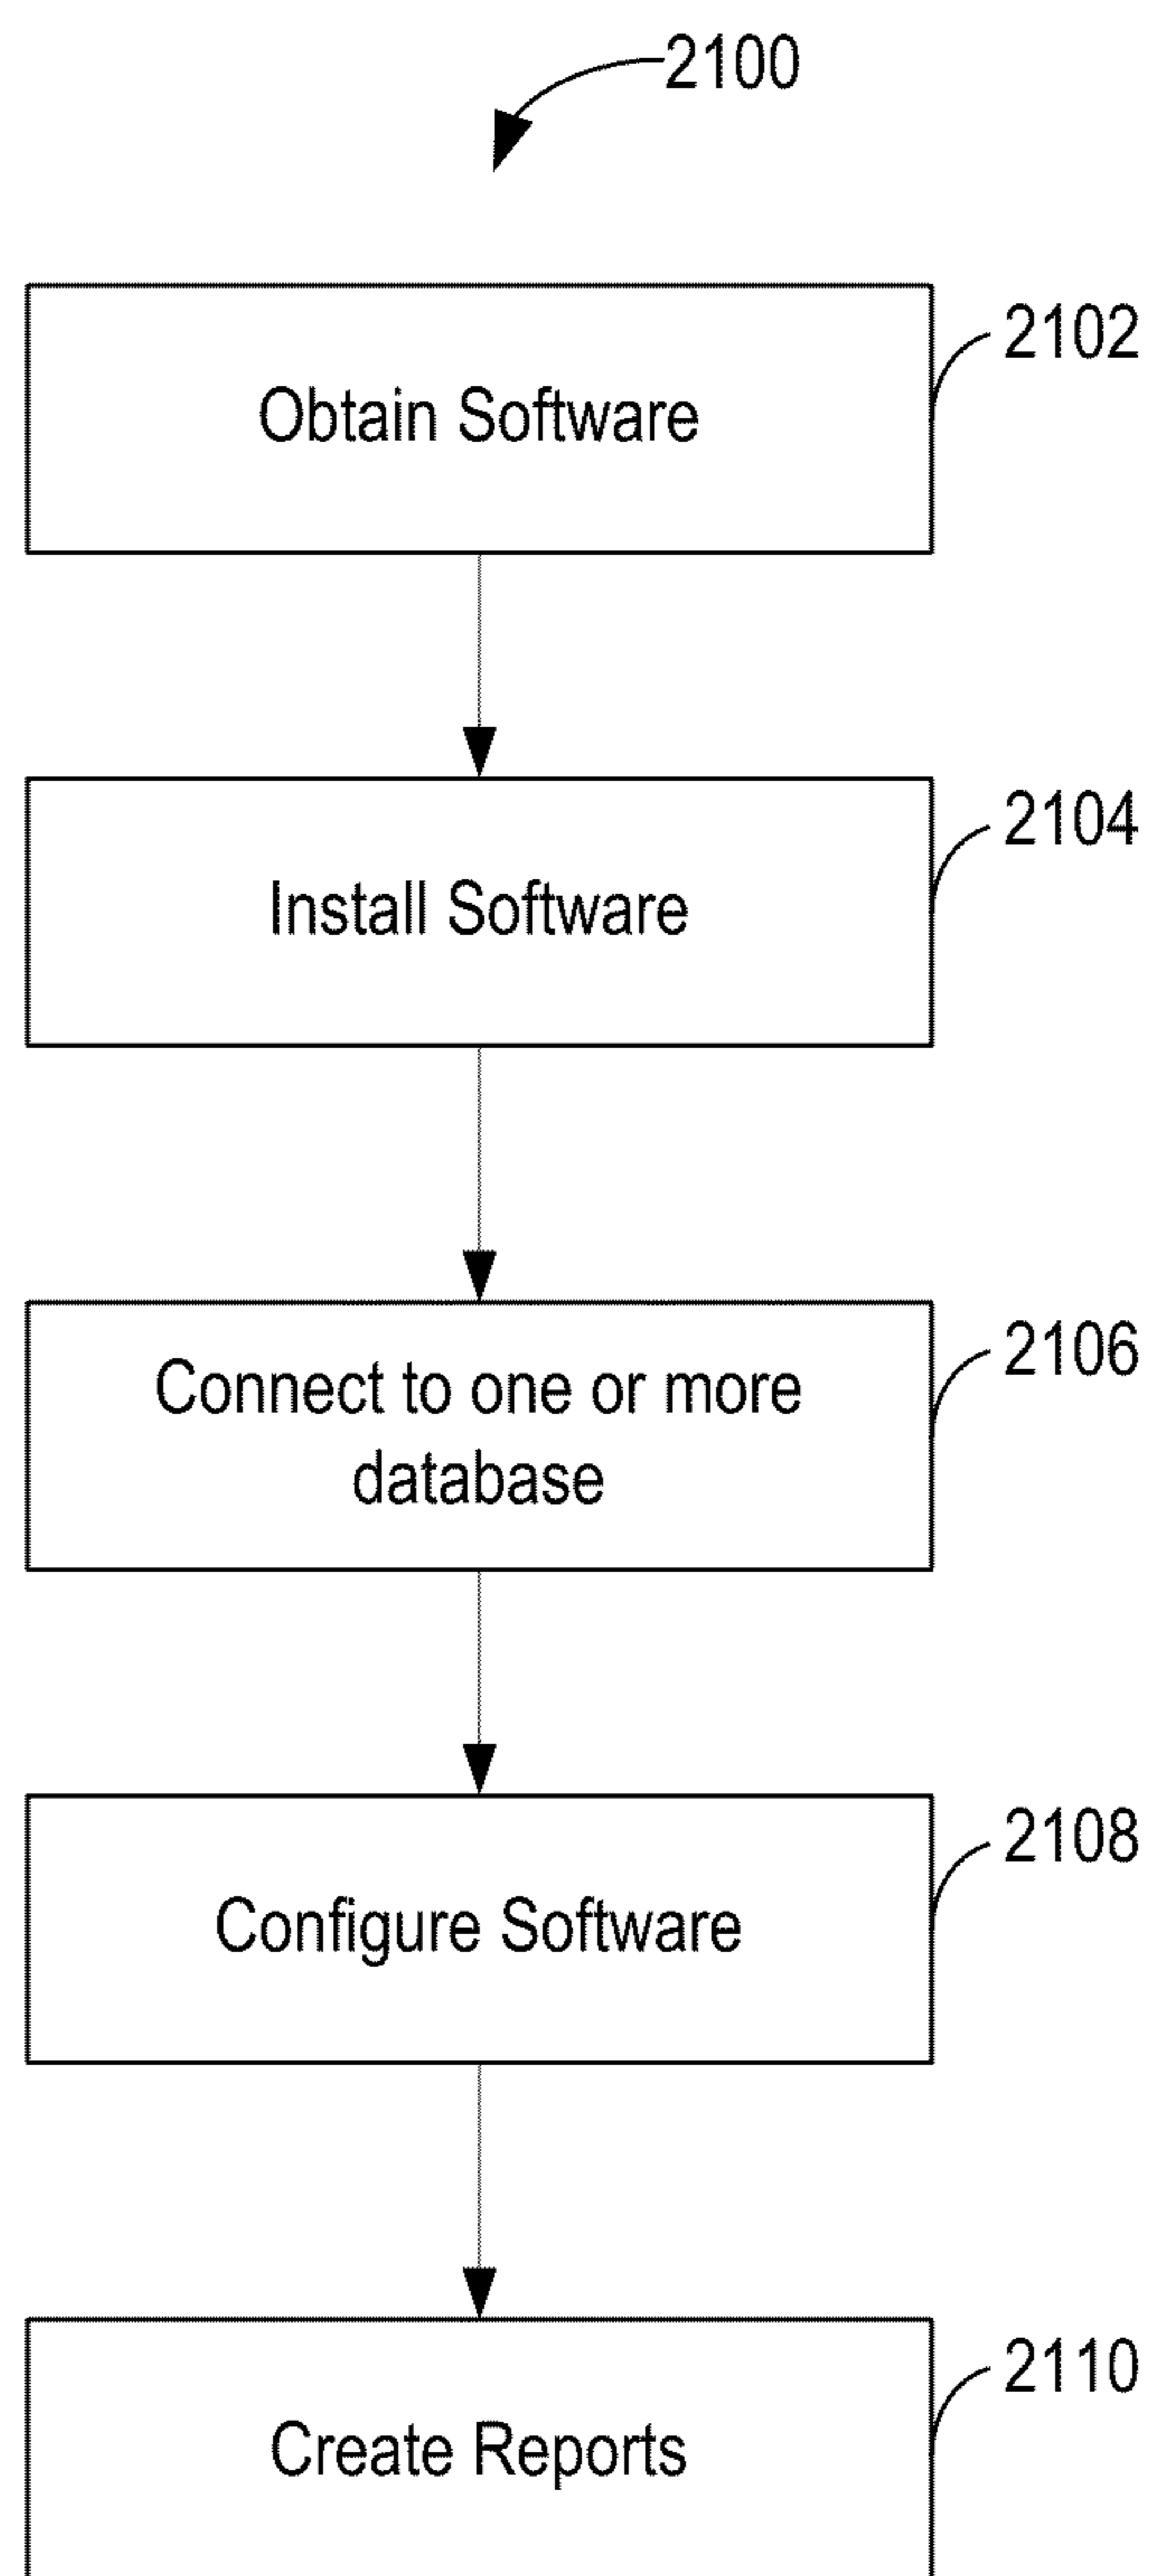 2100
2102
Obtain Software
2104
Install Software
2106
Connect to one or more
database
2108
Configure Software
2110
Create Reports